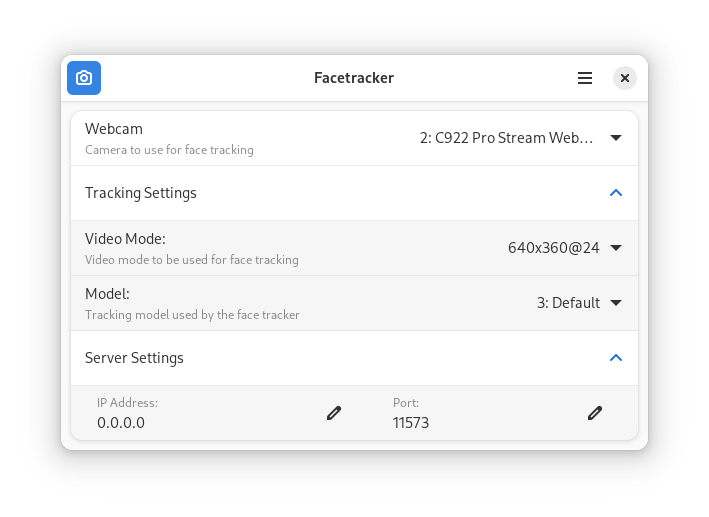 Facetracker
Webcam
Camera to use for face tracking
2: C922 Pro Stream Web...
Tracking Settings
Video Mode:
Video mode to be used for face tracking
640x360@24
Model:
Tracking model used by the face tracker
3: Default
Server Settings
IP Address:
0.0.0.0
Port:
11573